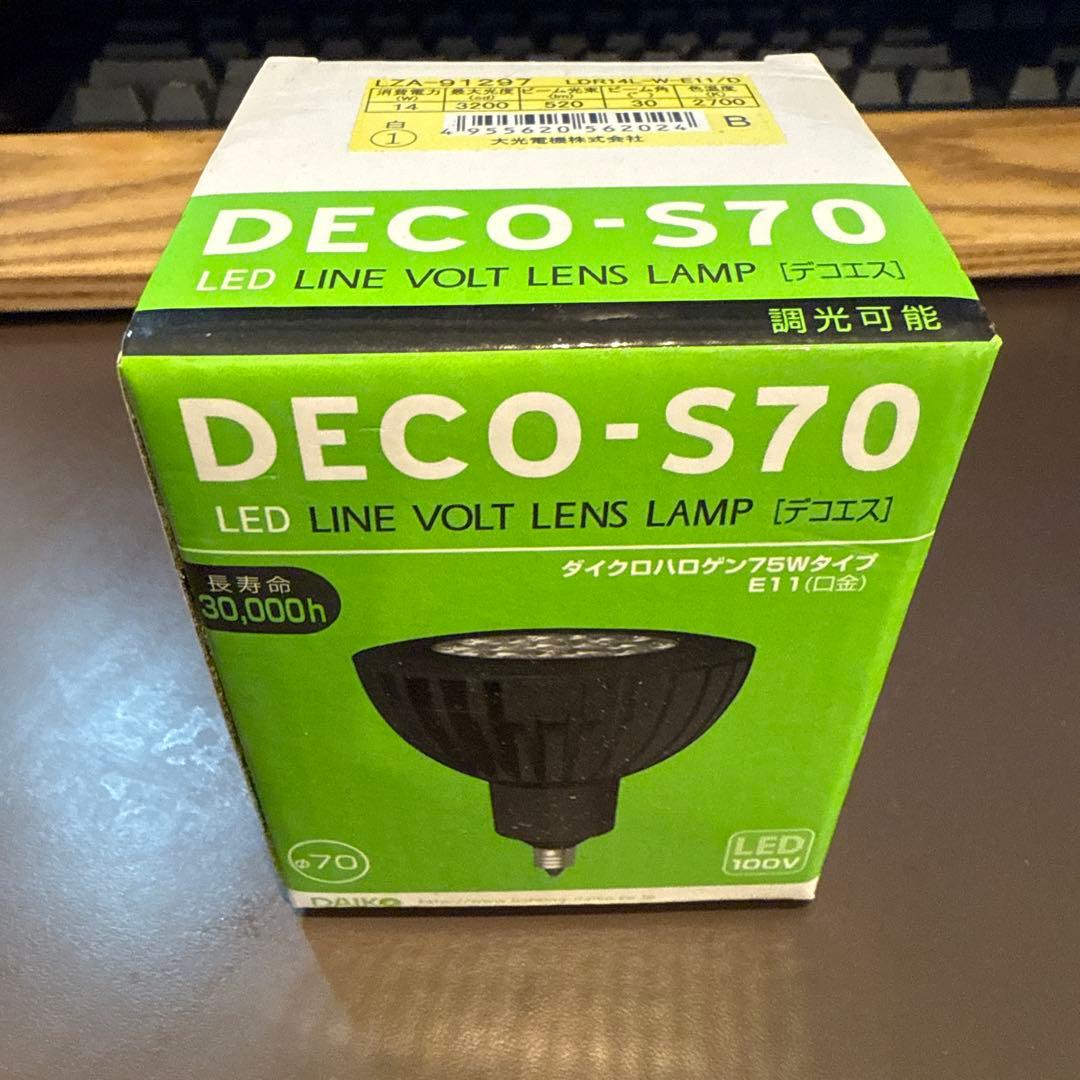 LZA-91297 LDR14L-W-E11/D
消費電力(W) 最大光度(cd) ビーム光束(lm) ビーム角(°) 色温度(K)
14 3200 520 30 2700
白① 4955620562024 B
大光電機株式会社
DECO-S70
LED LINE VOLT LENS LAMP [デコエス]
調光可能
DECO-S70
LED LINE VOLT LENS LAMP [デコエス]
ダイクロハロゲン75Wタイプ
E11(口金)
長寿命
30,000h
Φ70
LED
100V
DAIKO